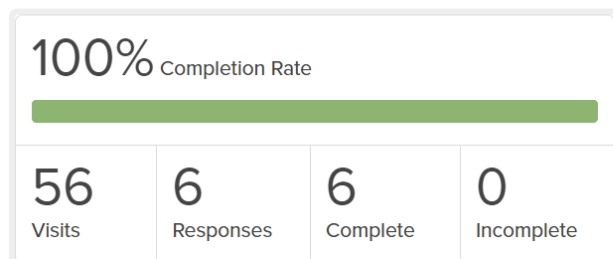 100% Completion Rate
56 6 6 0
Visits Responses Complete Incomplete